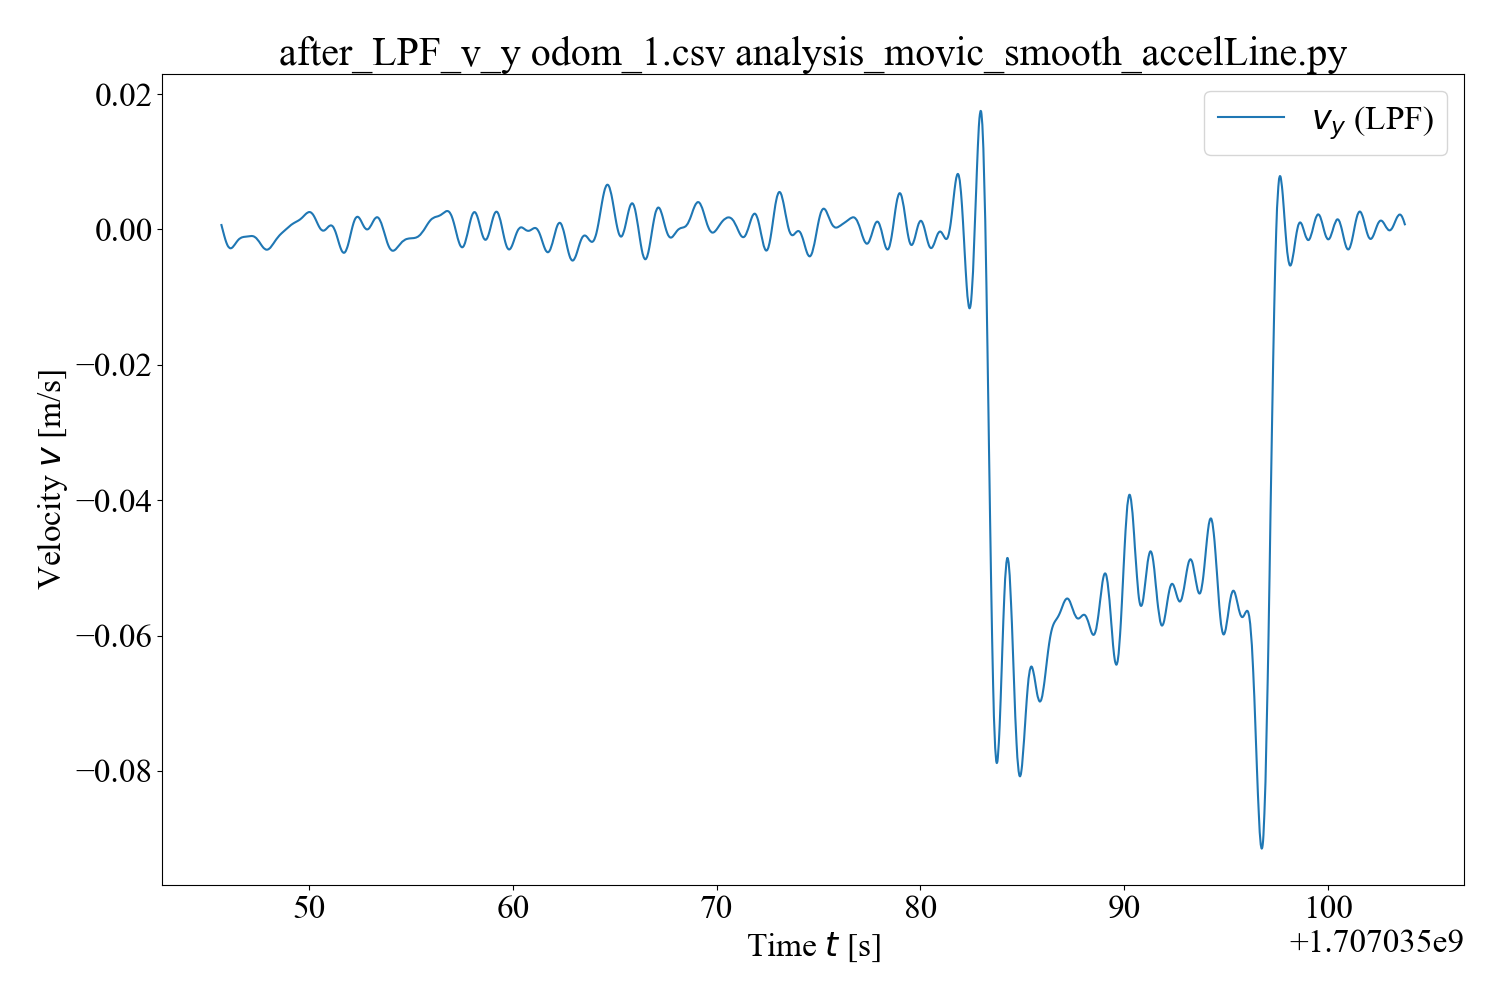 after_LPF_v_y odom_1.csv analysis_movic_smooth_accelLine.py
v_y (LPF)
0.02
0.00
−0.02
−0.04
−0.06
−0.08
Velocity v [m/s]
50 60 70 80 90 100
Time t [s]
+1.707035e9